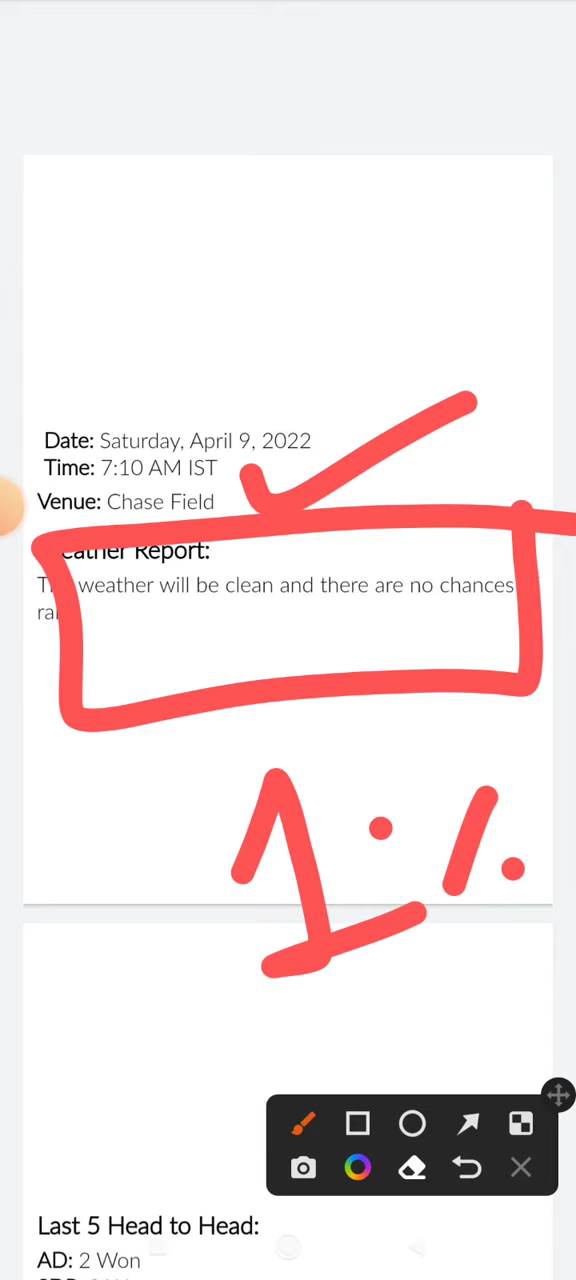 Date: Saturday, April 9, 2022
Time: 7:10 AM IST
Venue: Chase Field
Report:
weather will be clean and there are no chances
1%
Last 5 Head to Head:
AD: 2 Won